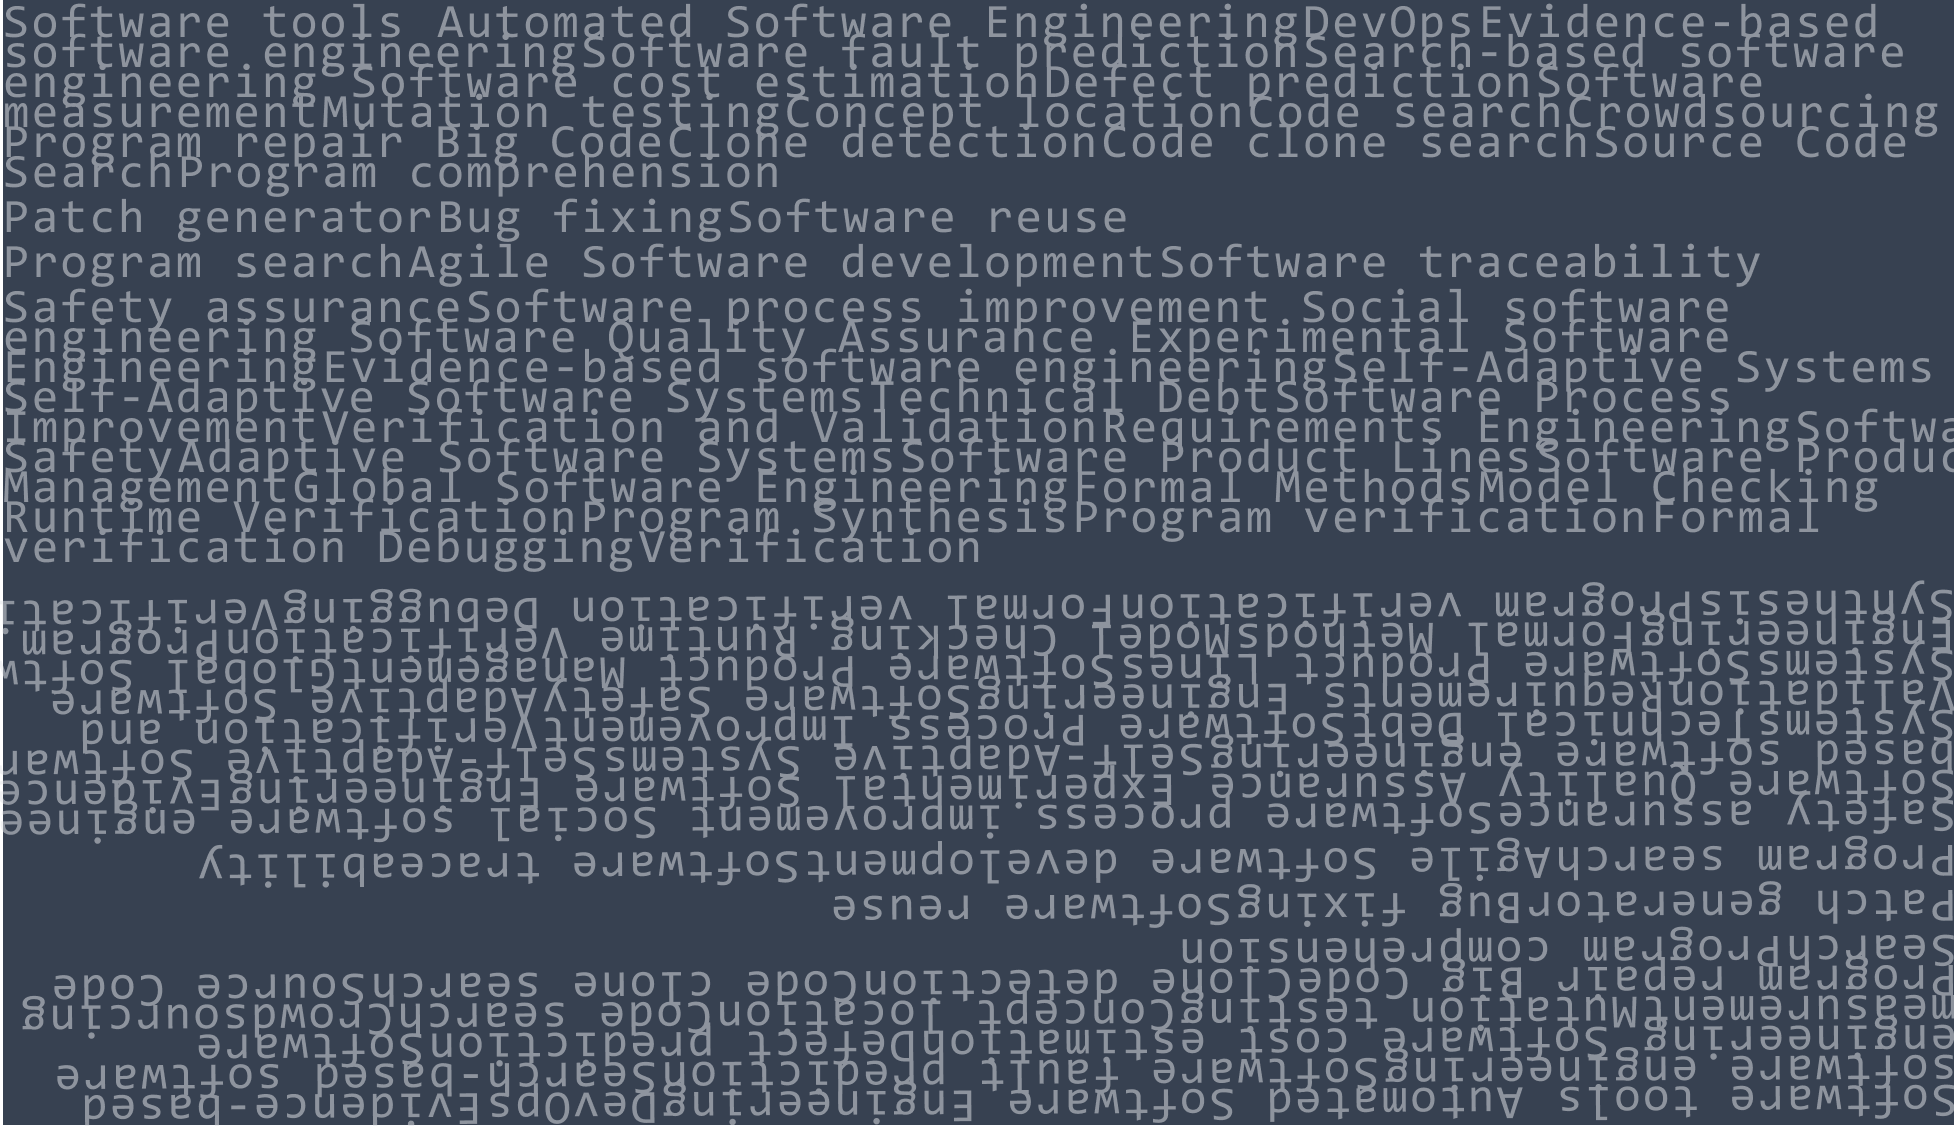 Software tools Automated Software EngineeringDevOpsEvidence-based
software engineeringSoftware fault predictionSearch-based software
engineering Software cost estimationDefect predictionSoftware
measurementMutation testingConcept locationCode searchCrowdsourcing
Program repair Big CodeClone detectionCode clone searchSource Code
SearchProgram comprehension
Patch generatorBug fixingSoftware reuse
Program searchAgile Software developmentSoftware traceability
Safety assuranceSoftware process improvement Social software
engineering Software Quality Assurance Experimental Software
EngineeringEvidence-based software engineeringSelf-Adaptive Systems
Self-Adaptive Software SystemsTechnical DebtSoftware Process
ImprovementVerification and ValidationRequirements EngineeringSoftwa
SafetyAdaptive Software SystemsSoftware Product LinesSoftware Produc
ManagementGlobal Software EngineeringFormal MethodsModel Checking
Runtime VerificationProgram SynthesisProgram verificationFormal
verification DebuggingVerification
Software tools Automated Software EngineeringDevOpsEvidence-based
software engineeringSoftware fault predictionSearch-based software
engineering Software cost estimationDefect predictionSoftware
measurementMutation testingConcept locationCode searchCrowdsourcing
Program repair Big CodeClone detectionCode clone searchSource Code
SearchProgram comprehension
Patch generatorBug fixingSoftware reuse
Program searchAgile Software developmentSoftware traceability
Safety assuranceSoftware process improvement Social software enginee
Software Quality Assurance Experimental Software EngineeringEvidence
based software engineeringSelf-Adaptive SystemsSelf-Adaptive Softwar
SystemsTechnical DebtSoftware Process ImprovementVerification and
ValidationRequirements EngineeringSoftware SafetyAdaptive Software
SystemsSoftware Product LinesSoftware Product ManagementGlobal Softw
EngineeringFormal MethodsModel Checking Runtime VerificationProgram
SynthesisProgram verificationFormal verification DebuggingVerificati